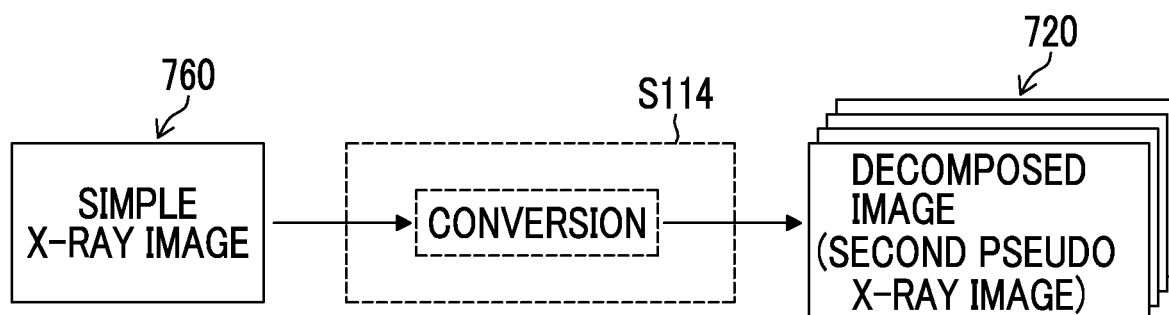 760
SIMPLE
X-RAY IMAGE
S114
CONVERSION
720
DECOMPOSED
IMAGE
(SECOND PSEUDO
X-RAY IMAGE)